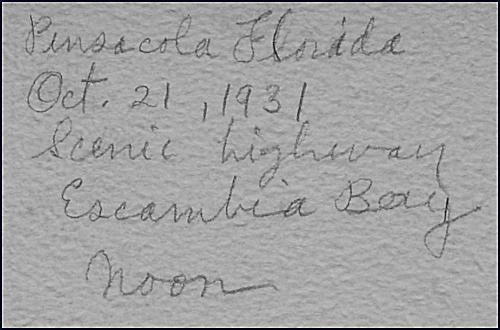 Pensacola Florida
Oct. 21, 1931
Scenic highway
Escambia Bay
Noon